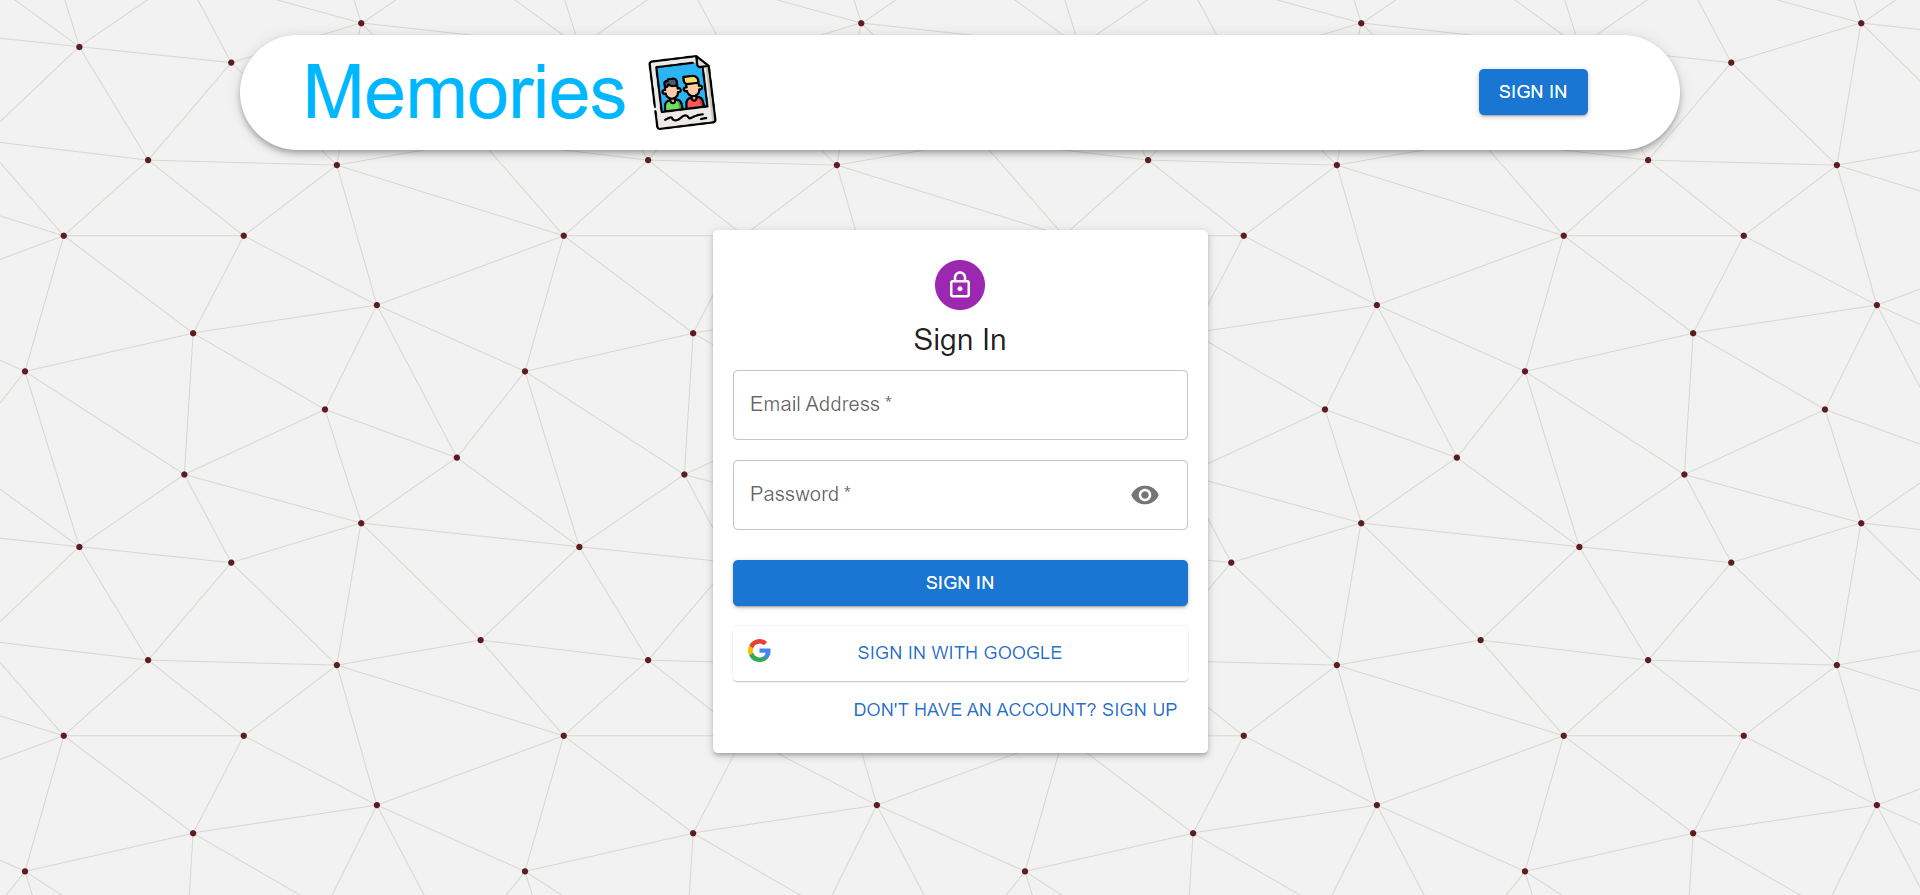 Memories
SIGN IN
Sign In
Email Address *
Password *
SIGN IN
SIGN IN WITH GOOGLE
DON'T HAVE AN ACCOUNT? SIGN UP